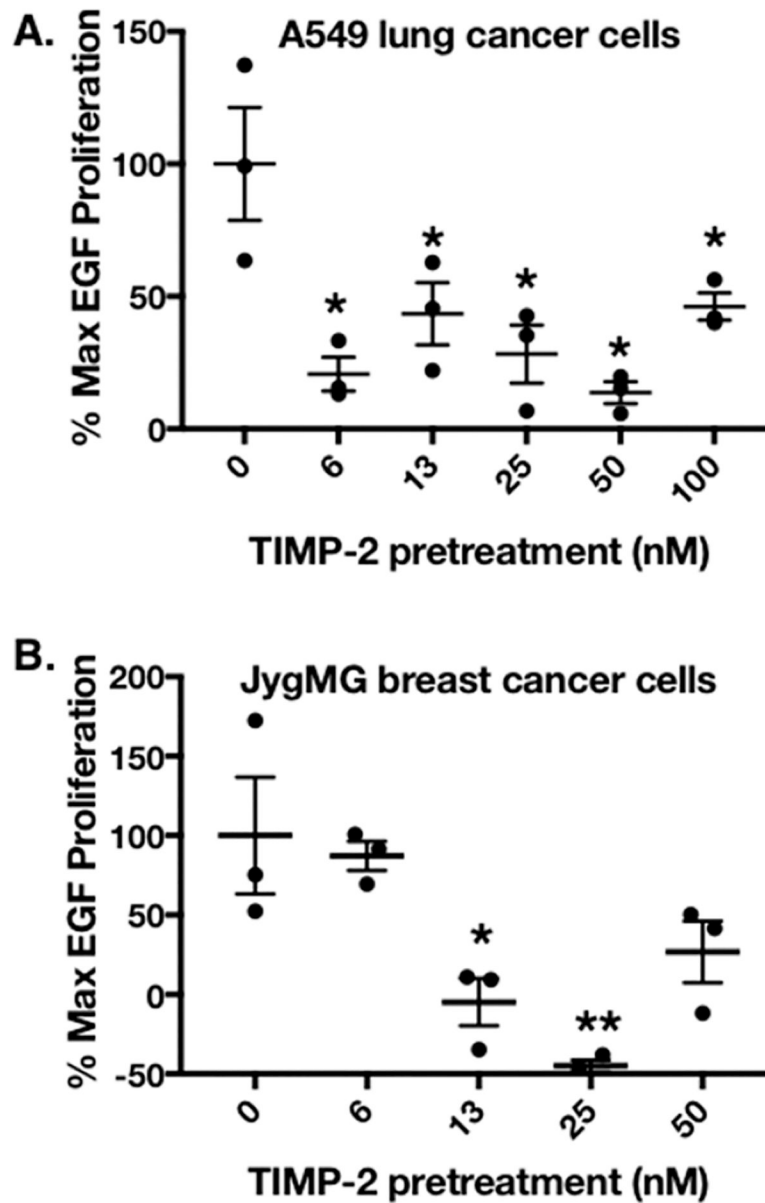 A.
A549 lung cancer cells
% Max EGF Proliferation
150
100
50
0
* * * * *
0 6 13 25 50 100
TIMP-2 pretreatment (nM)
B.
JygMG breast cancer cells
% Max EGF Proliferation
200
150
100
50
0
-50
* **
0 6 13 25 50
TIMP-2 pretreatment (nM)